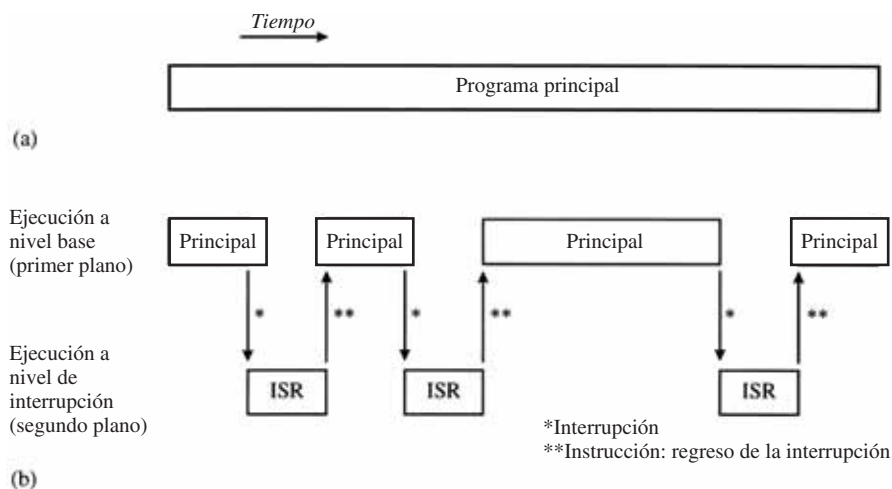 Tiempo
Programa principal
(a)
Ejecución a
nivel base
(primer plano)
Principal
Principal
Principal
Principal
*
**
*
**
*
**
Ejecución a
nivel de
interrupción
(segundo plano)
ISR
ISR
ISR
*Interrupción
**Instrucción: regreso de la interrupción
(b)